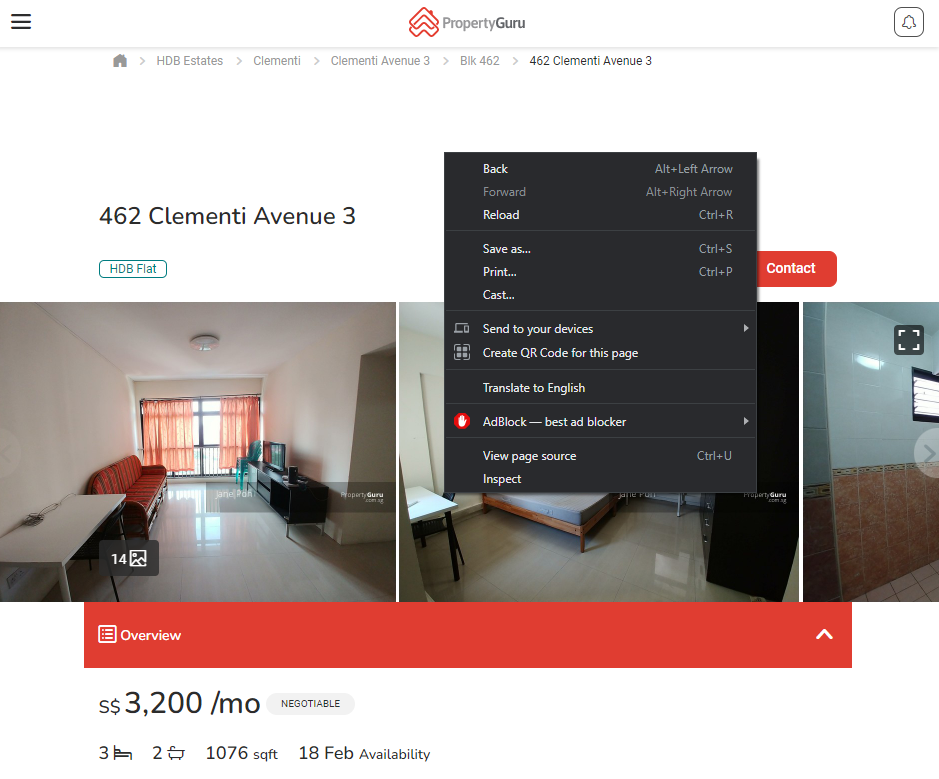 PropertyGuru
HDB Estates > Clementi > Clementi Avenue 3 > Blk 462 > 462 Clementi Avenue 3
Back Alt+Left Arrow
Forward Alt+Right Arrow
Reload Ctrl+R
Save as... Ctrl+S
Print... Ctrl+P
Cast...
Send to your devices
Create QR Code for this page
Translate to English
AdBlock — best ad blocker
View page source Ctrl+U
Inspect
462 Clementi Avenue 3
HDB Flat
Contact
PropertyGuru
.com.sg
PropertyGuru
.com.sg
14
Overview
S$ 3,200 /mo NEGOTIABLE
3 2 1076 sqft 18 Feb Availability